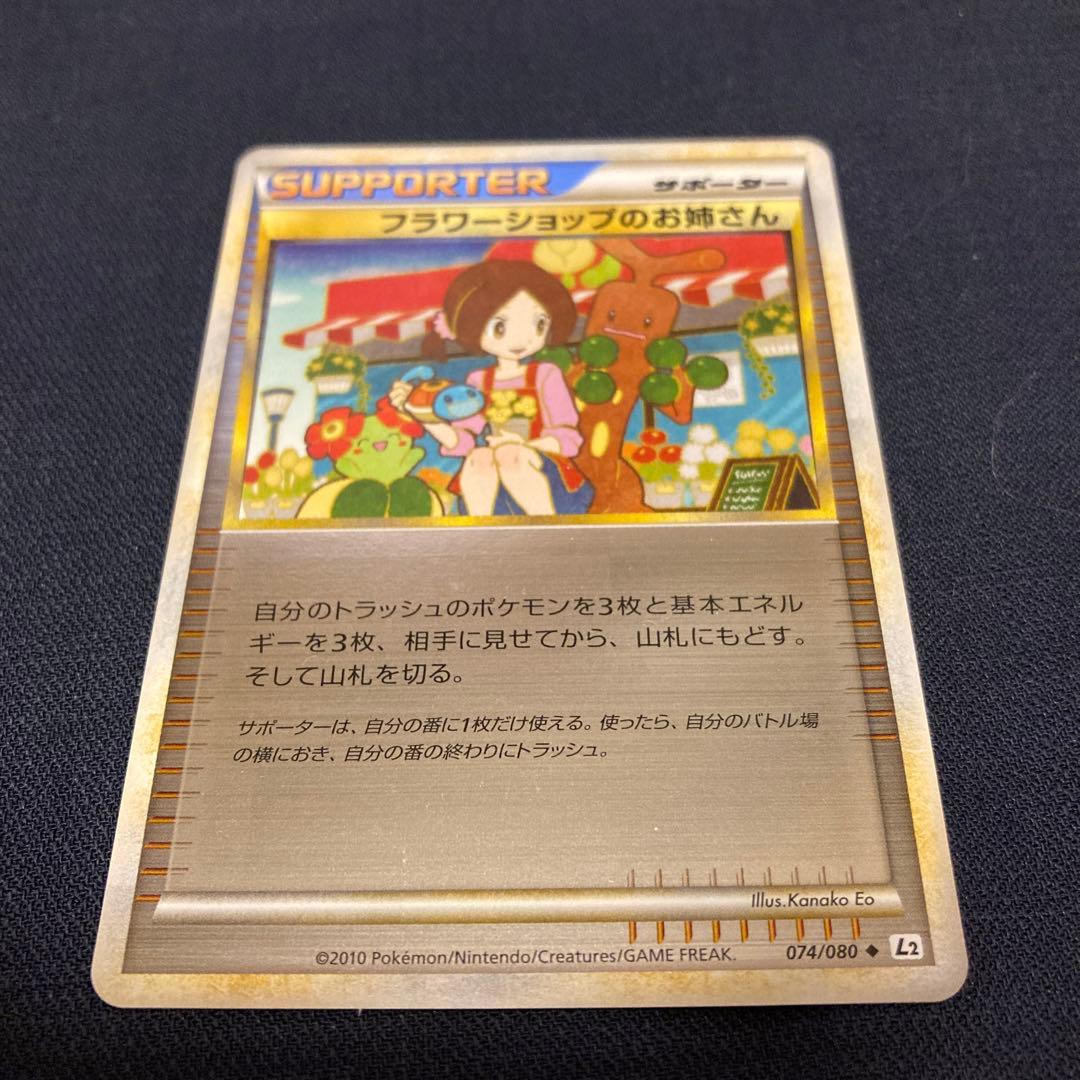 SUPPORTER サポーター
フラワーショップのお姉さん
自分のトラッシュのポケモンを3枚と基本エネル
ギーを3枚、相手に見せてから、山札にもどす。
そして山札を切る。
サポーターは、自分の番に1枚だけ使える。使ったら、自分のバトル場
の横におき、自分の番の終わりにトラッシュ。
Illus.Kanako Eo
©2010 Pokémon/Nintendo/Creatures/GAME FREAK. 074/080 ◆ L2